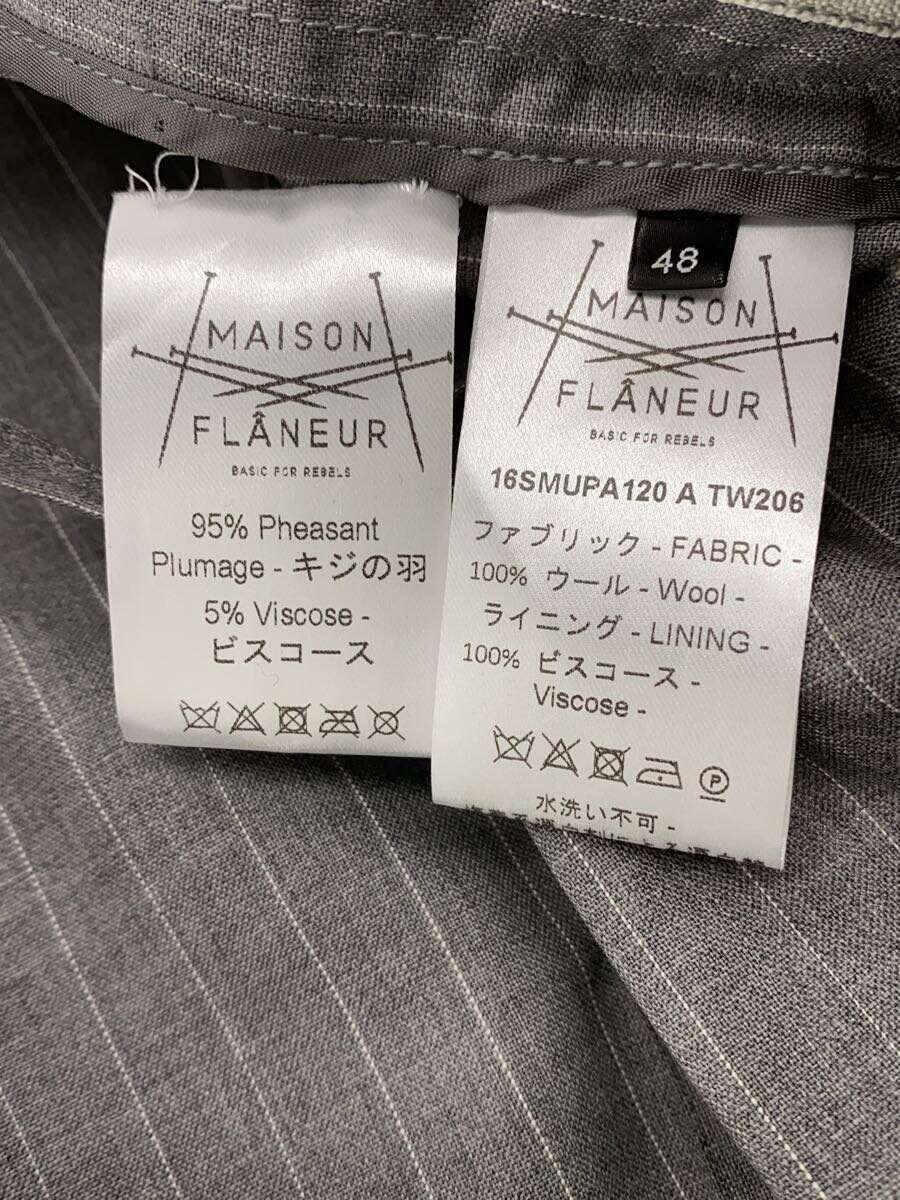 MAISON
FLÂNEUR
BASIC FOR REBELS
95% Pheasant
Plumage - キジの羽
5% Viscose -
ビスコース
48
MAISON
FLÂNEUR
BASIC FOR REBELS
16SMUPA120 A TW206
ファブリック - FABRIC -
100% ウール - Wool -
ライニング - LINING -
100% ビスコース -
Viscose -
P
水洗い不可 -